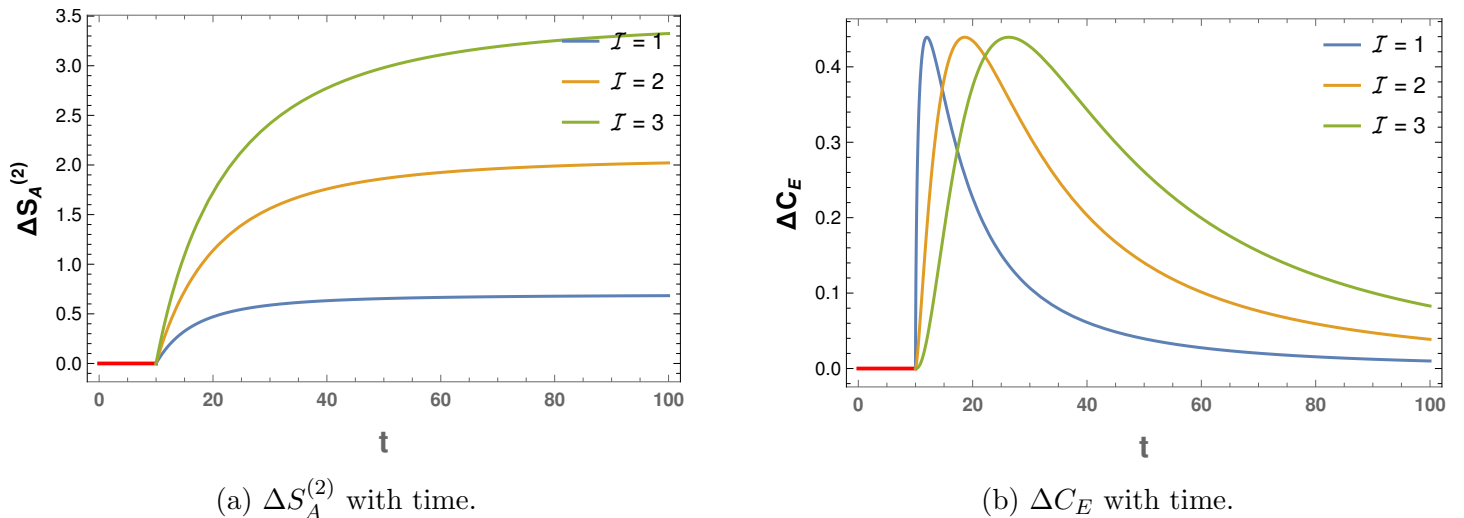 3.5
3.0
2.5
2.0
1.5
1.0
0.5
0.0
ΔS_A^(2)
0 20 40 60 80 100
t
𝓘 = 1
𝓘 = 2
𝓘 = 3
(a) ΔS_A^(2) with time.
0.4
0.3
0.2
0.1
0.0
ΔC_E
0 20 40 60 80 100
t
𝓘 = 1
𝓘 = 2
𝓘 = 3
(b) ΔC_E with time.